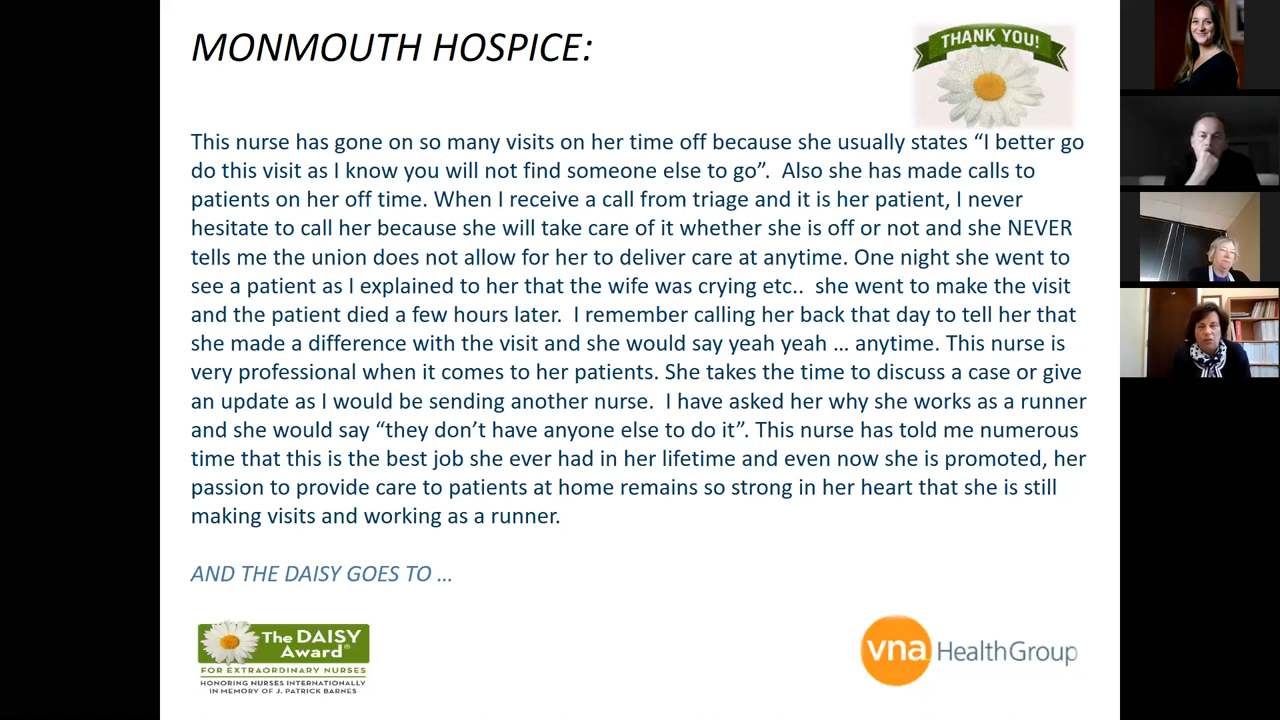 MONMOUTH HOSPICE:
THANK YOU!
This nurse has gone on so many visits on her time off because she usually states “I better go
do this visit as I know you will not find someone else to go”.  Also she has made calls to
patients on her off time. When I receive a call from triage and it is her patient, I never
hesitate to call her because she will take care of it whether she is off or not and she NEVER
tells me the union does not allow for her to deliver care at anytime. One night she went to
see a patient as I explained to her that the wife was crying etc..  she went to make the visit
and the patient died a few hours later.  I remember calling her back that day to tell her that
she made a difference with the visit and she would say yeah yeah … anytime. This nurse is
very professional when it comes to her patients. She takes the time to discuss a case or give
an update as I would be sending another nurse.  I have asked her why she works as a runner
and she would say “they don’t have anyone else to do it”. This nurse has told me numerous
time that this is the best job she ever had in her lifetime and even now she is promoted, her
passion to provide care to patients at home remains so strong in her heart that she is still
making visits and working as a runner.
AND THE DAISY GOES TO …
The DAISY
Award®
FOR EXTRAORDINARY NURSES
HONORING NURSES INTERNATIONALLY
IN MEMORY OF J. PATRICK BARNES
vna HealthGroup